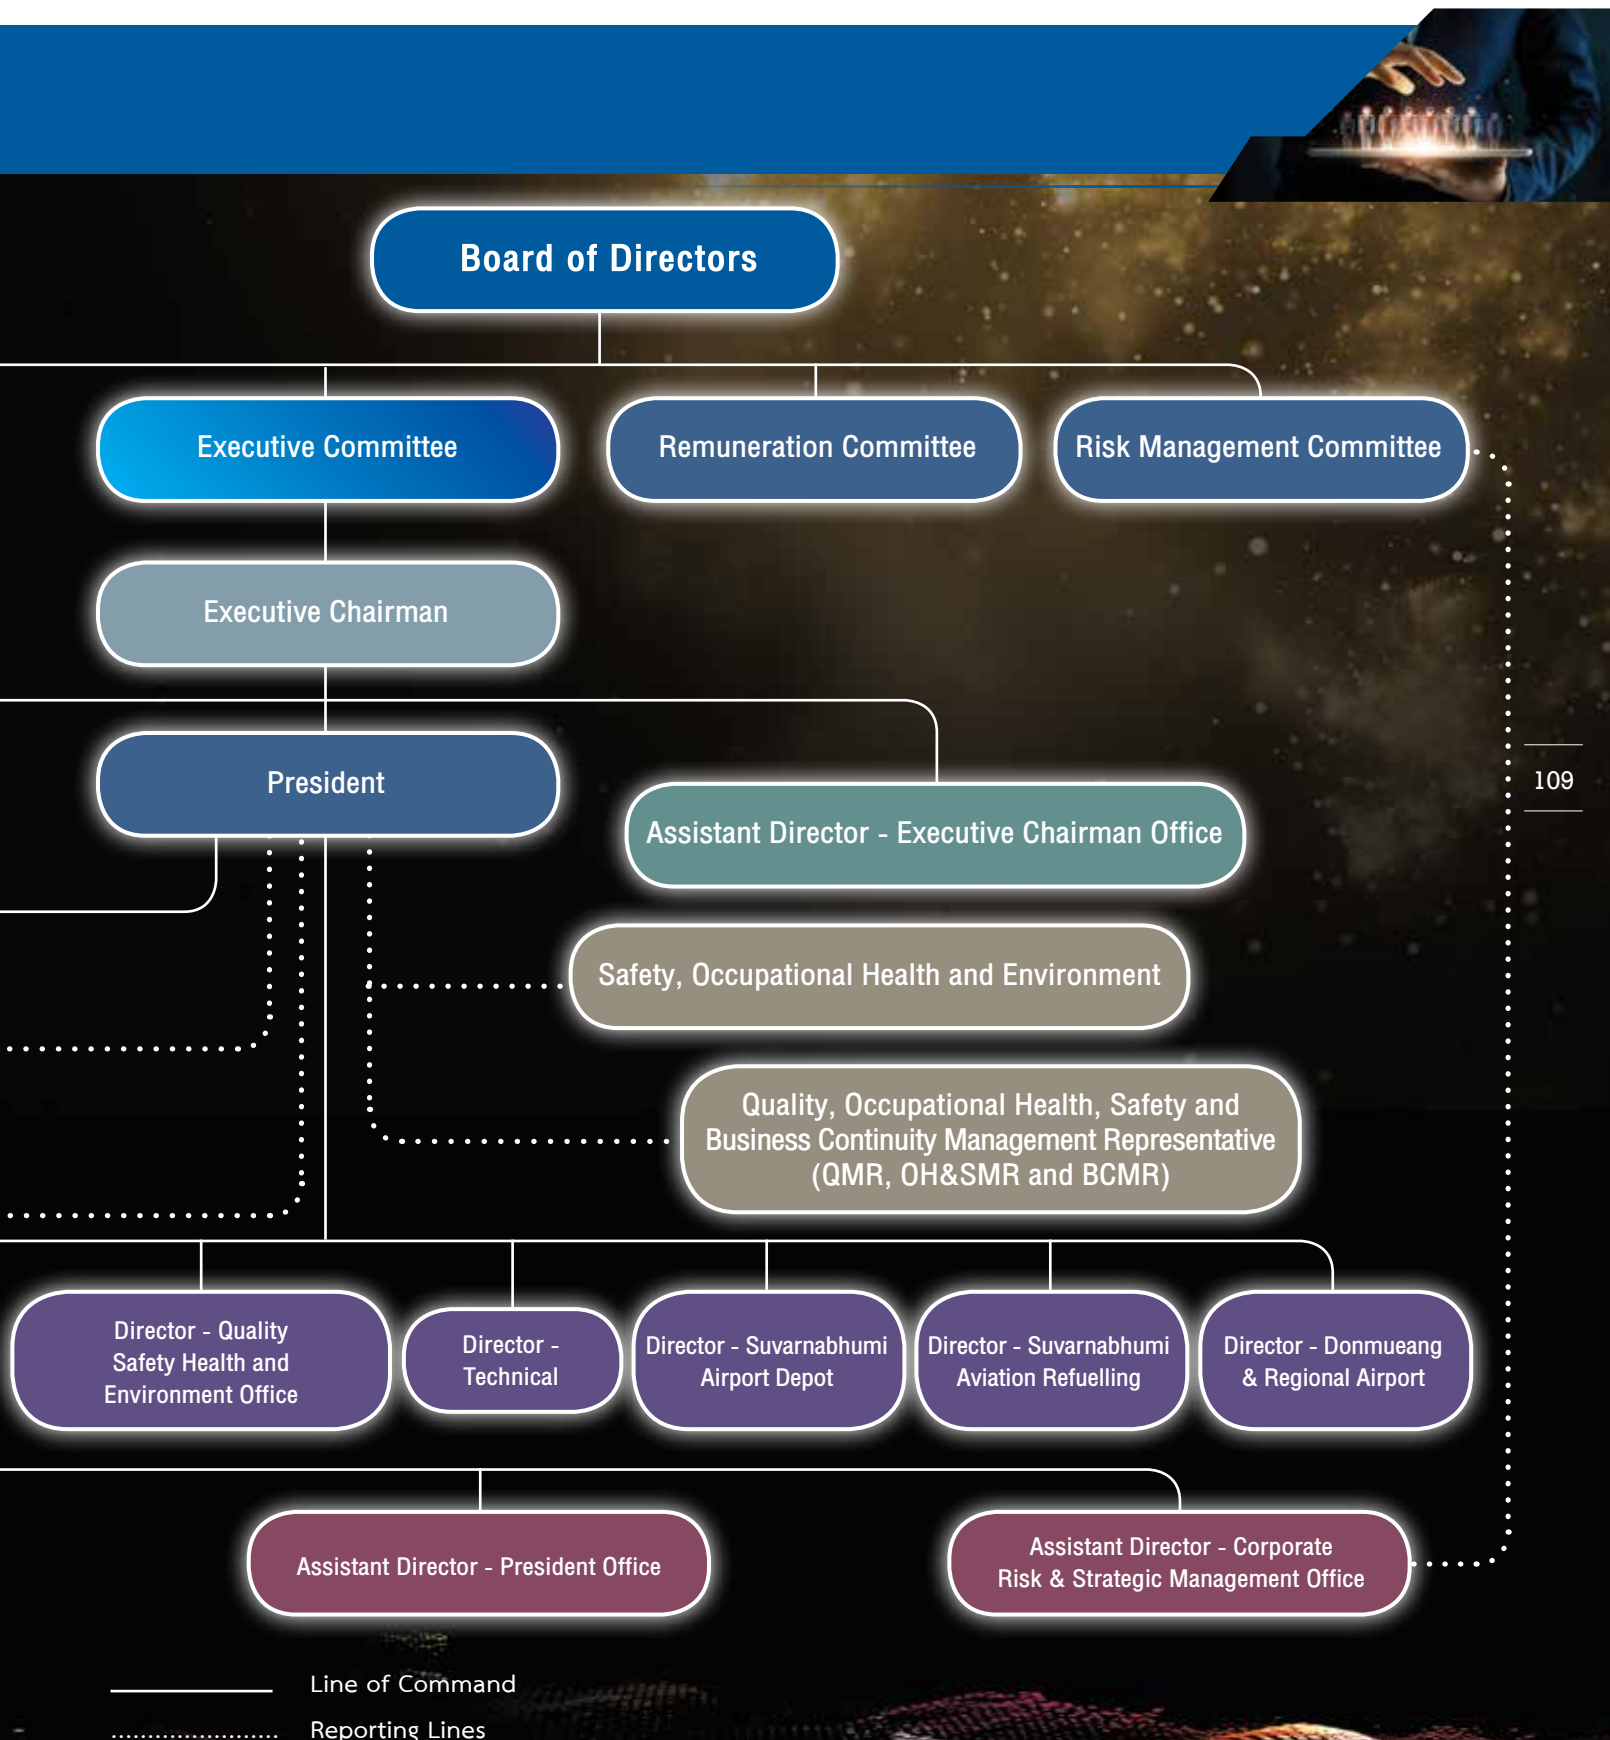 Board of Directors
Executive Committee
Remuneration Committee
Risk Management Committee
Executive Chairman
President
109
Assistant Director - Executive Chairman Office
Safety, Occupational Health and Environment
Quality, Occupational Health, Safety and
Business Continuity Management Representative
(QMR, OH&SMR and BCMR)
Director - Quality
Safety Health and
Environment Office
Director -
Technical
Director - Suvarnabhumi
Airport Depot
Director - Suvarnabhumi
Aviation Refuelling
Director - Donmueang
& Regional Airport
Assistant Director - President Office
Assistant Director - Corporate
Risk & Strategic Management Office
Line of Command
Reporting Lines